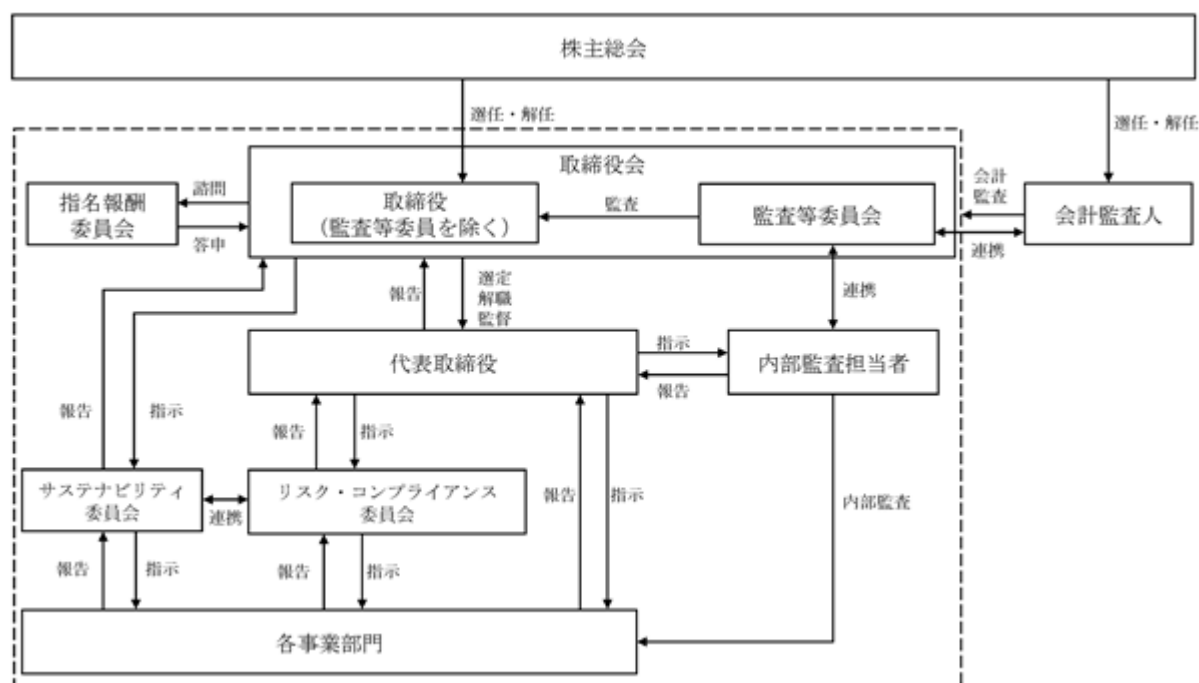 株主総会
選任・解任
選任・解任
取締役会
指名報酬
委員会
諮問
答申
取締役
（監査等委員を除く）
監査
監査等委員会
会計
監査
会計監査人
連携
報告
選定
解職
監督
連携
代表取締役
指示
報告
内部監査担当者
報告
指示
報告
指示
サステナビリティ
委員会
連携
リスク・コンプライアンス
委員会
報告
指示
内部監査
報告
指示
報告
指示
各事業部門